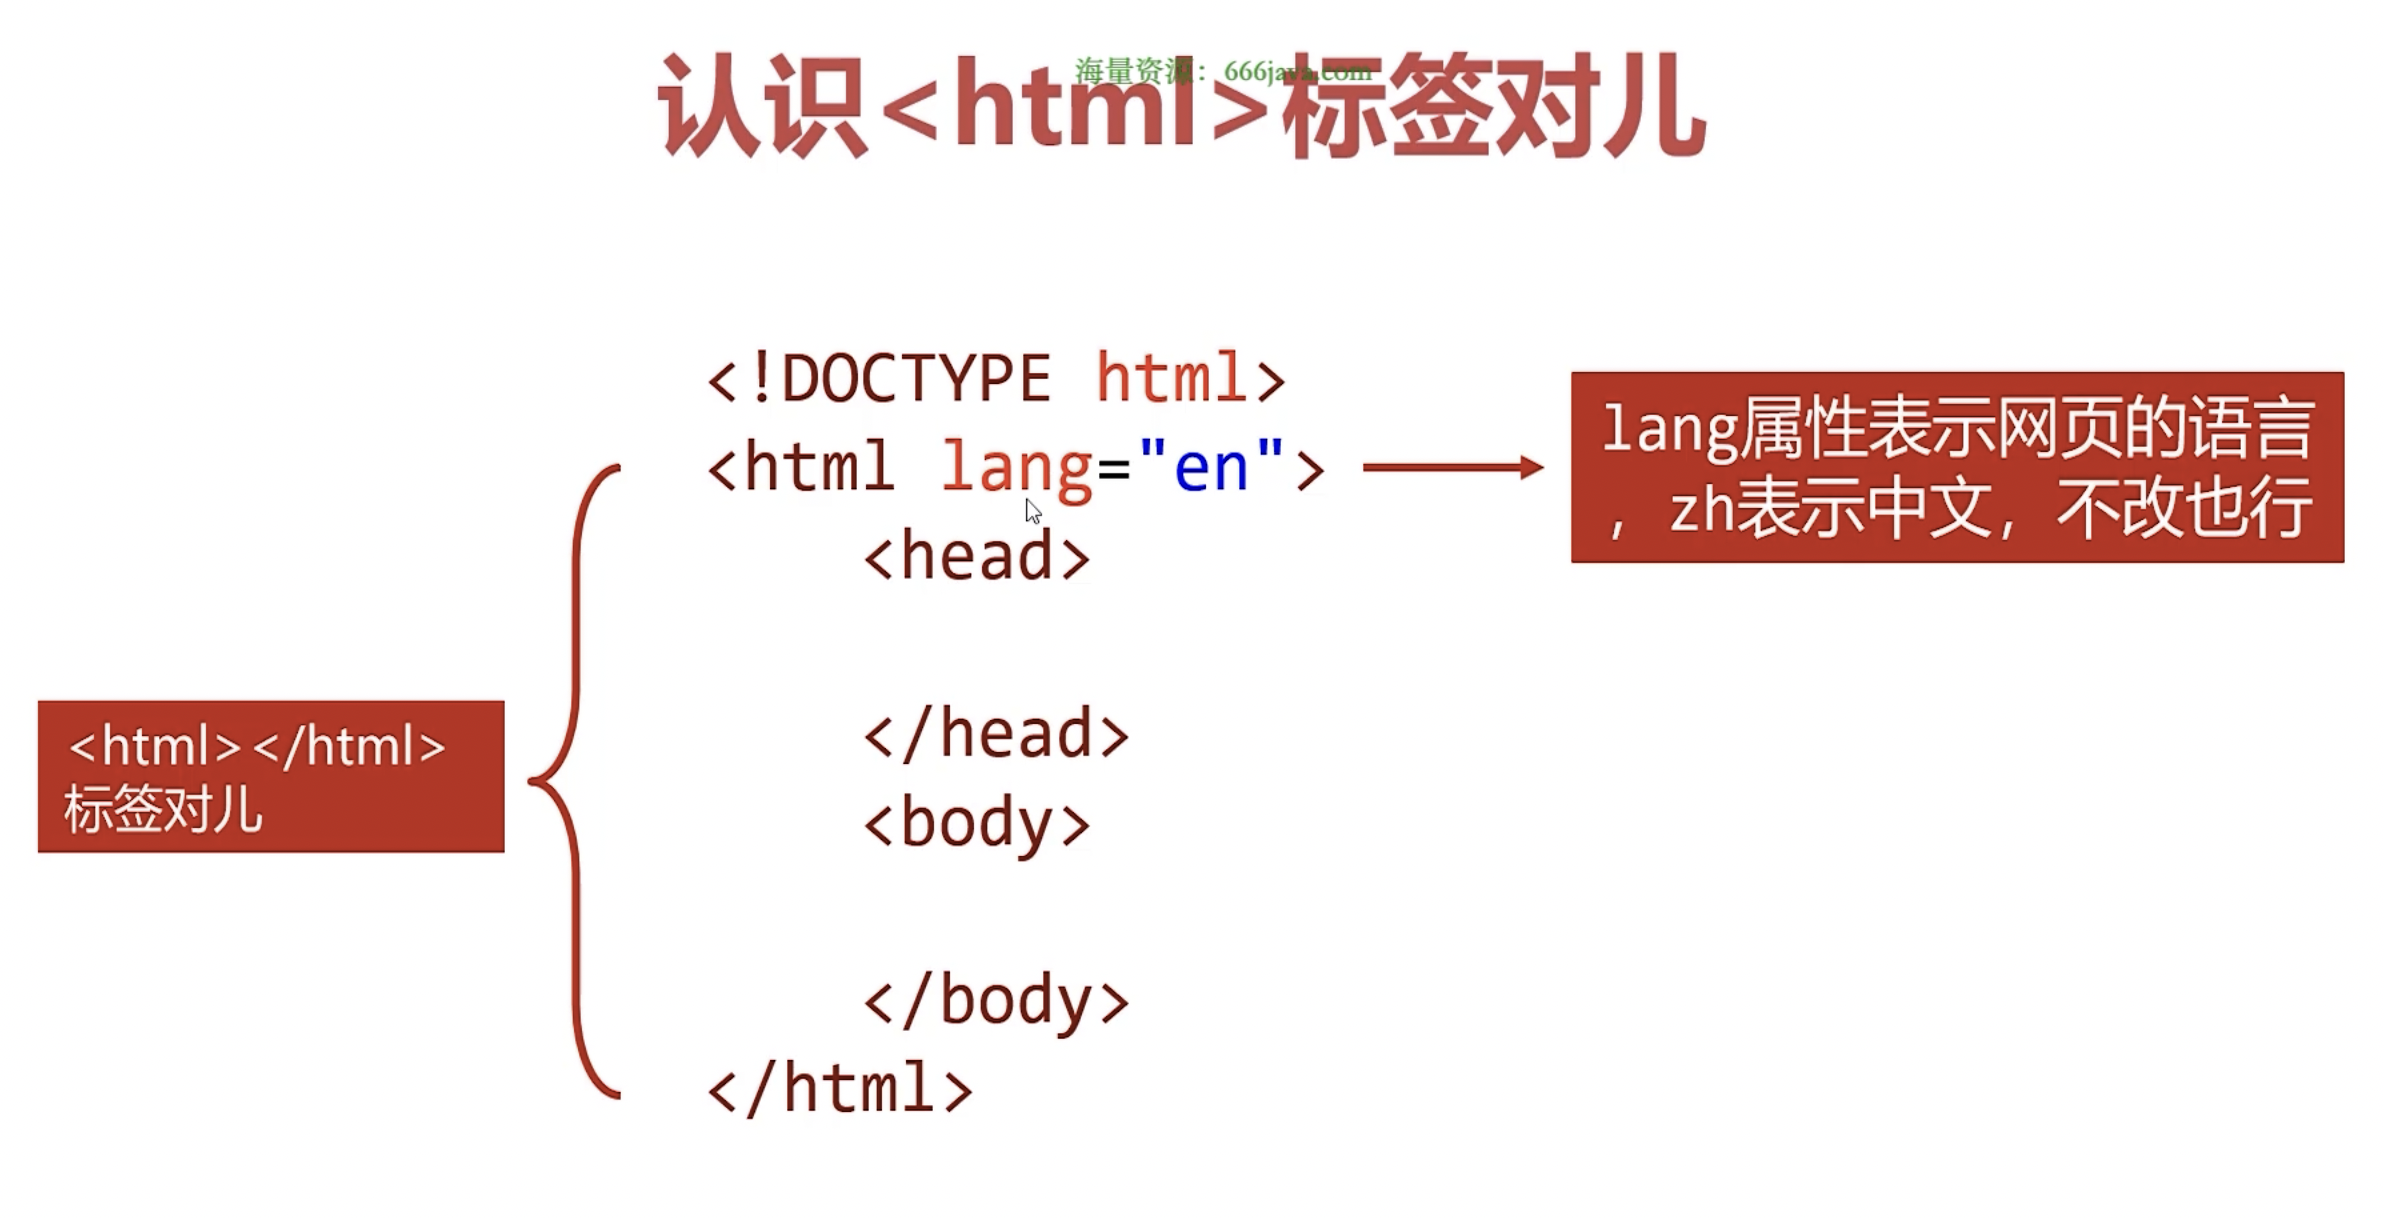 认识<html>标签对儿
海量资源：666java.com
<!DOCTYPE html>
<html lang="en">
lang属性表示网页的语言
，zh表示中文，不改也行
<head>
</head>
<html></html>
标签对儿
<body>
</body>
</html>